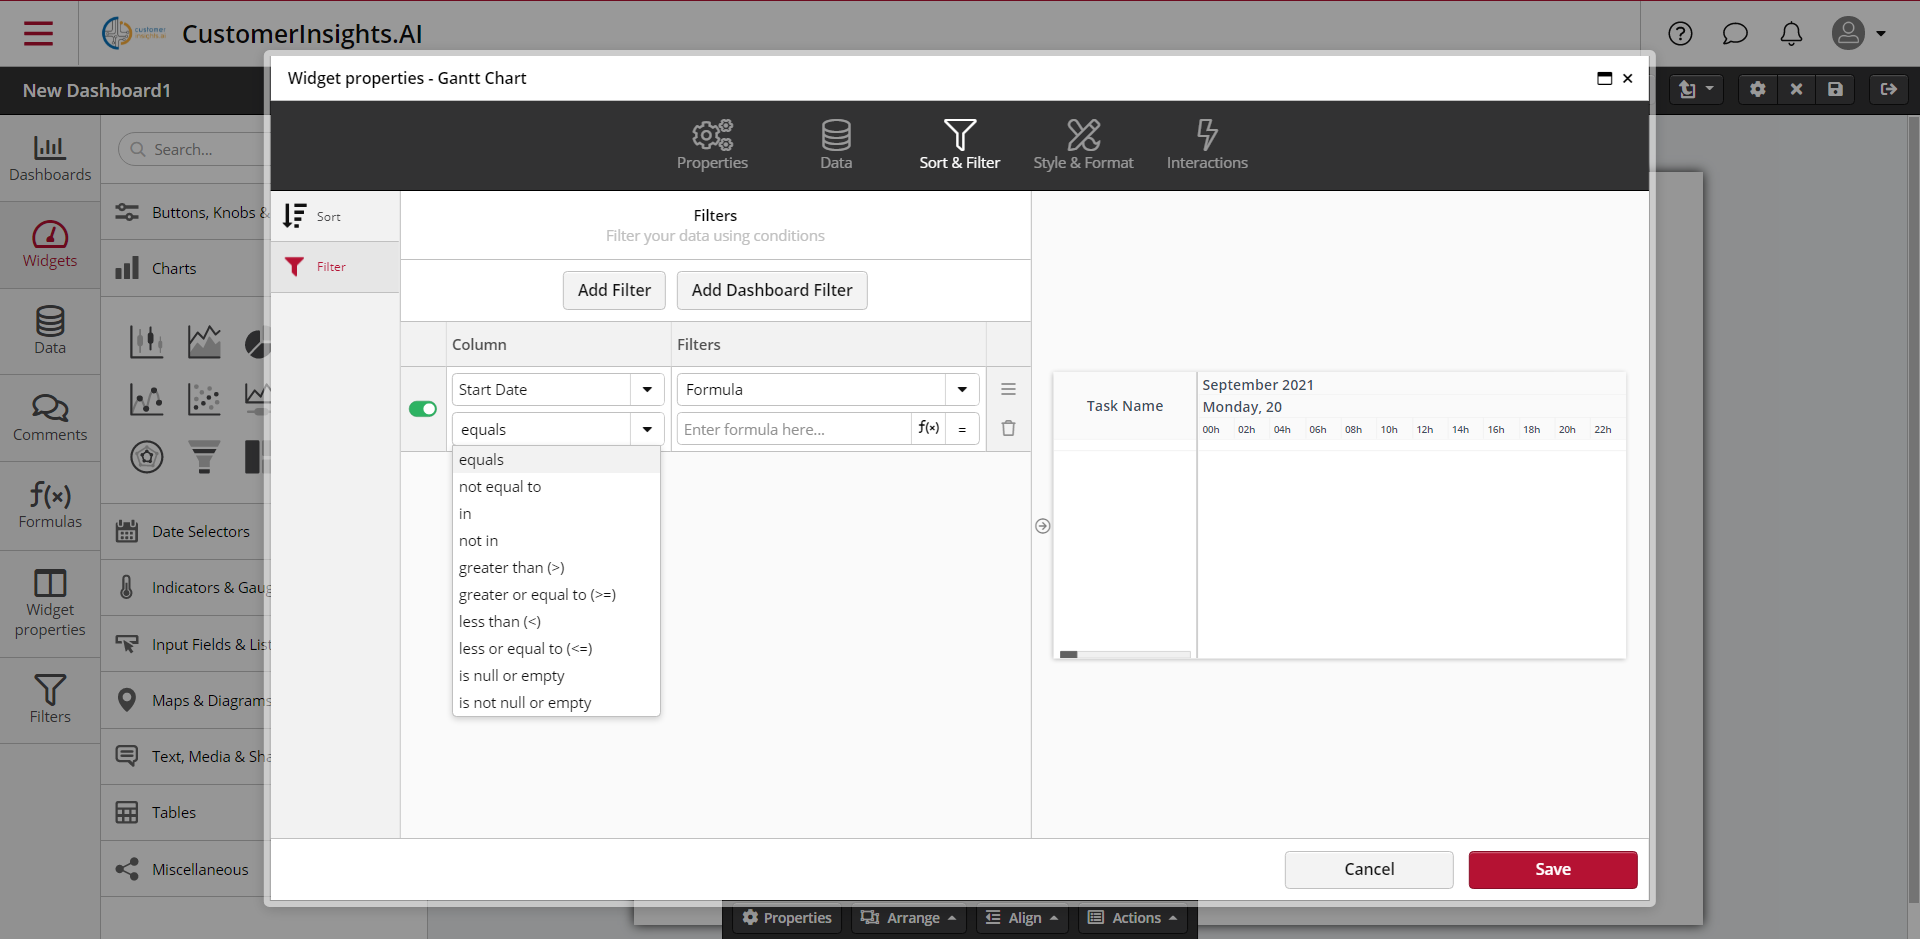 customer
insights.ai
CustomerInsights.AI
New Dashboard1
Dashboards
Widgets
Data
Comments
f(x)
Formulas
Widget
properties
Filters
Search...
Buttons, Knobs &
Charts
Date Selectors
Indicators & Gau
Input Fields & List
Maps & Diagrams
Text, Media & Sha
Tables
Miscellaneous
Widget properties - Gantt Chart
Properties
Data
Sort & Filter
Style & Format
Interactions
Sort
Filter
Filters
Filter your data using conditions
Add Filter
Add Dashboard Filter
Column
Filters
Start Date
Formula
equals
Enter formula here...
f(x)
=
equals
not equal to
in
not in
greater than (>)
greater or equal to (>=)
less than (<)
less or equal to (<=)
is null or empty
is not null or empty
Task Name
September 2021
Monday, 20
00h 02h 04h 06h 08h 10h 12h 14h 16h 18h 20h 22h
Cancel
Save
Properties
Arrange
Align
Actions